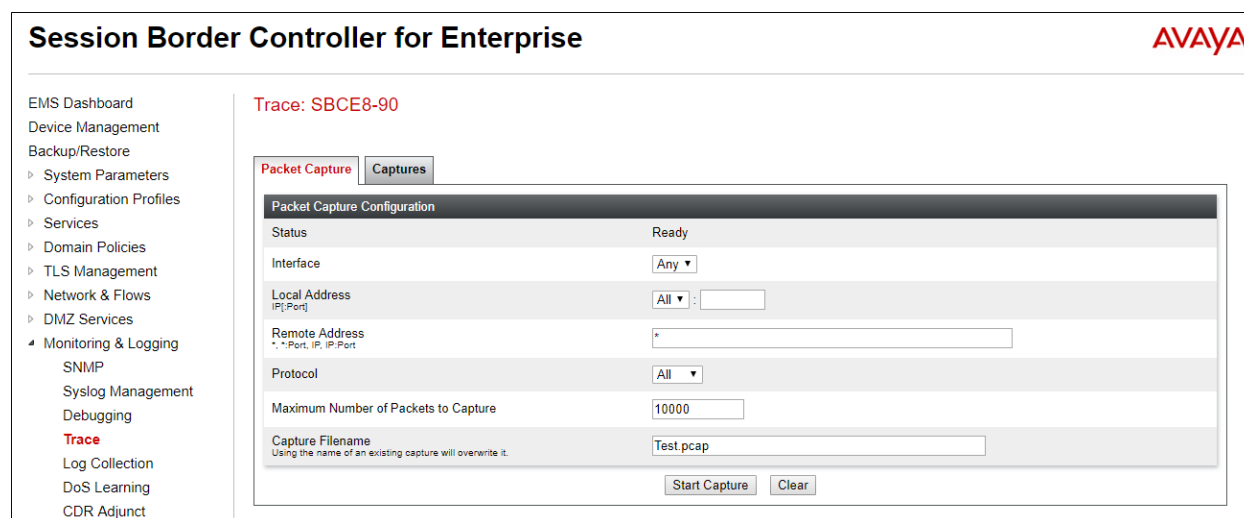 Session Border Controller for Enterprise
AVAYA
EMS Dashboard
Device Management
Backup/Restore
System Parameters
Configuration Profiles
Services
Domain Policies
TLS Management
Network & Flows
DMZ Services
Monitoring & Logging
SNMP
Syslog Management
Debugging
Trace
Log Collection
DoS Learning
CDR Adjunct
Trace: SBCE8-90
Packet Capture
Captures
Packet Capture Configuration
Status
Ready
Interface
Any
Local Address
IP[:Port]
All :
Remote Address
*, *:Port, IP, IP:Port
*
Protocol
All
Maximum Number of Packets to Capture
10000
Capture Filename
Using the name of an existing capture will overwrite it.
Test.pcap
Start Capture
Clear